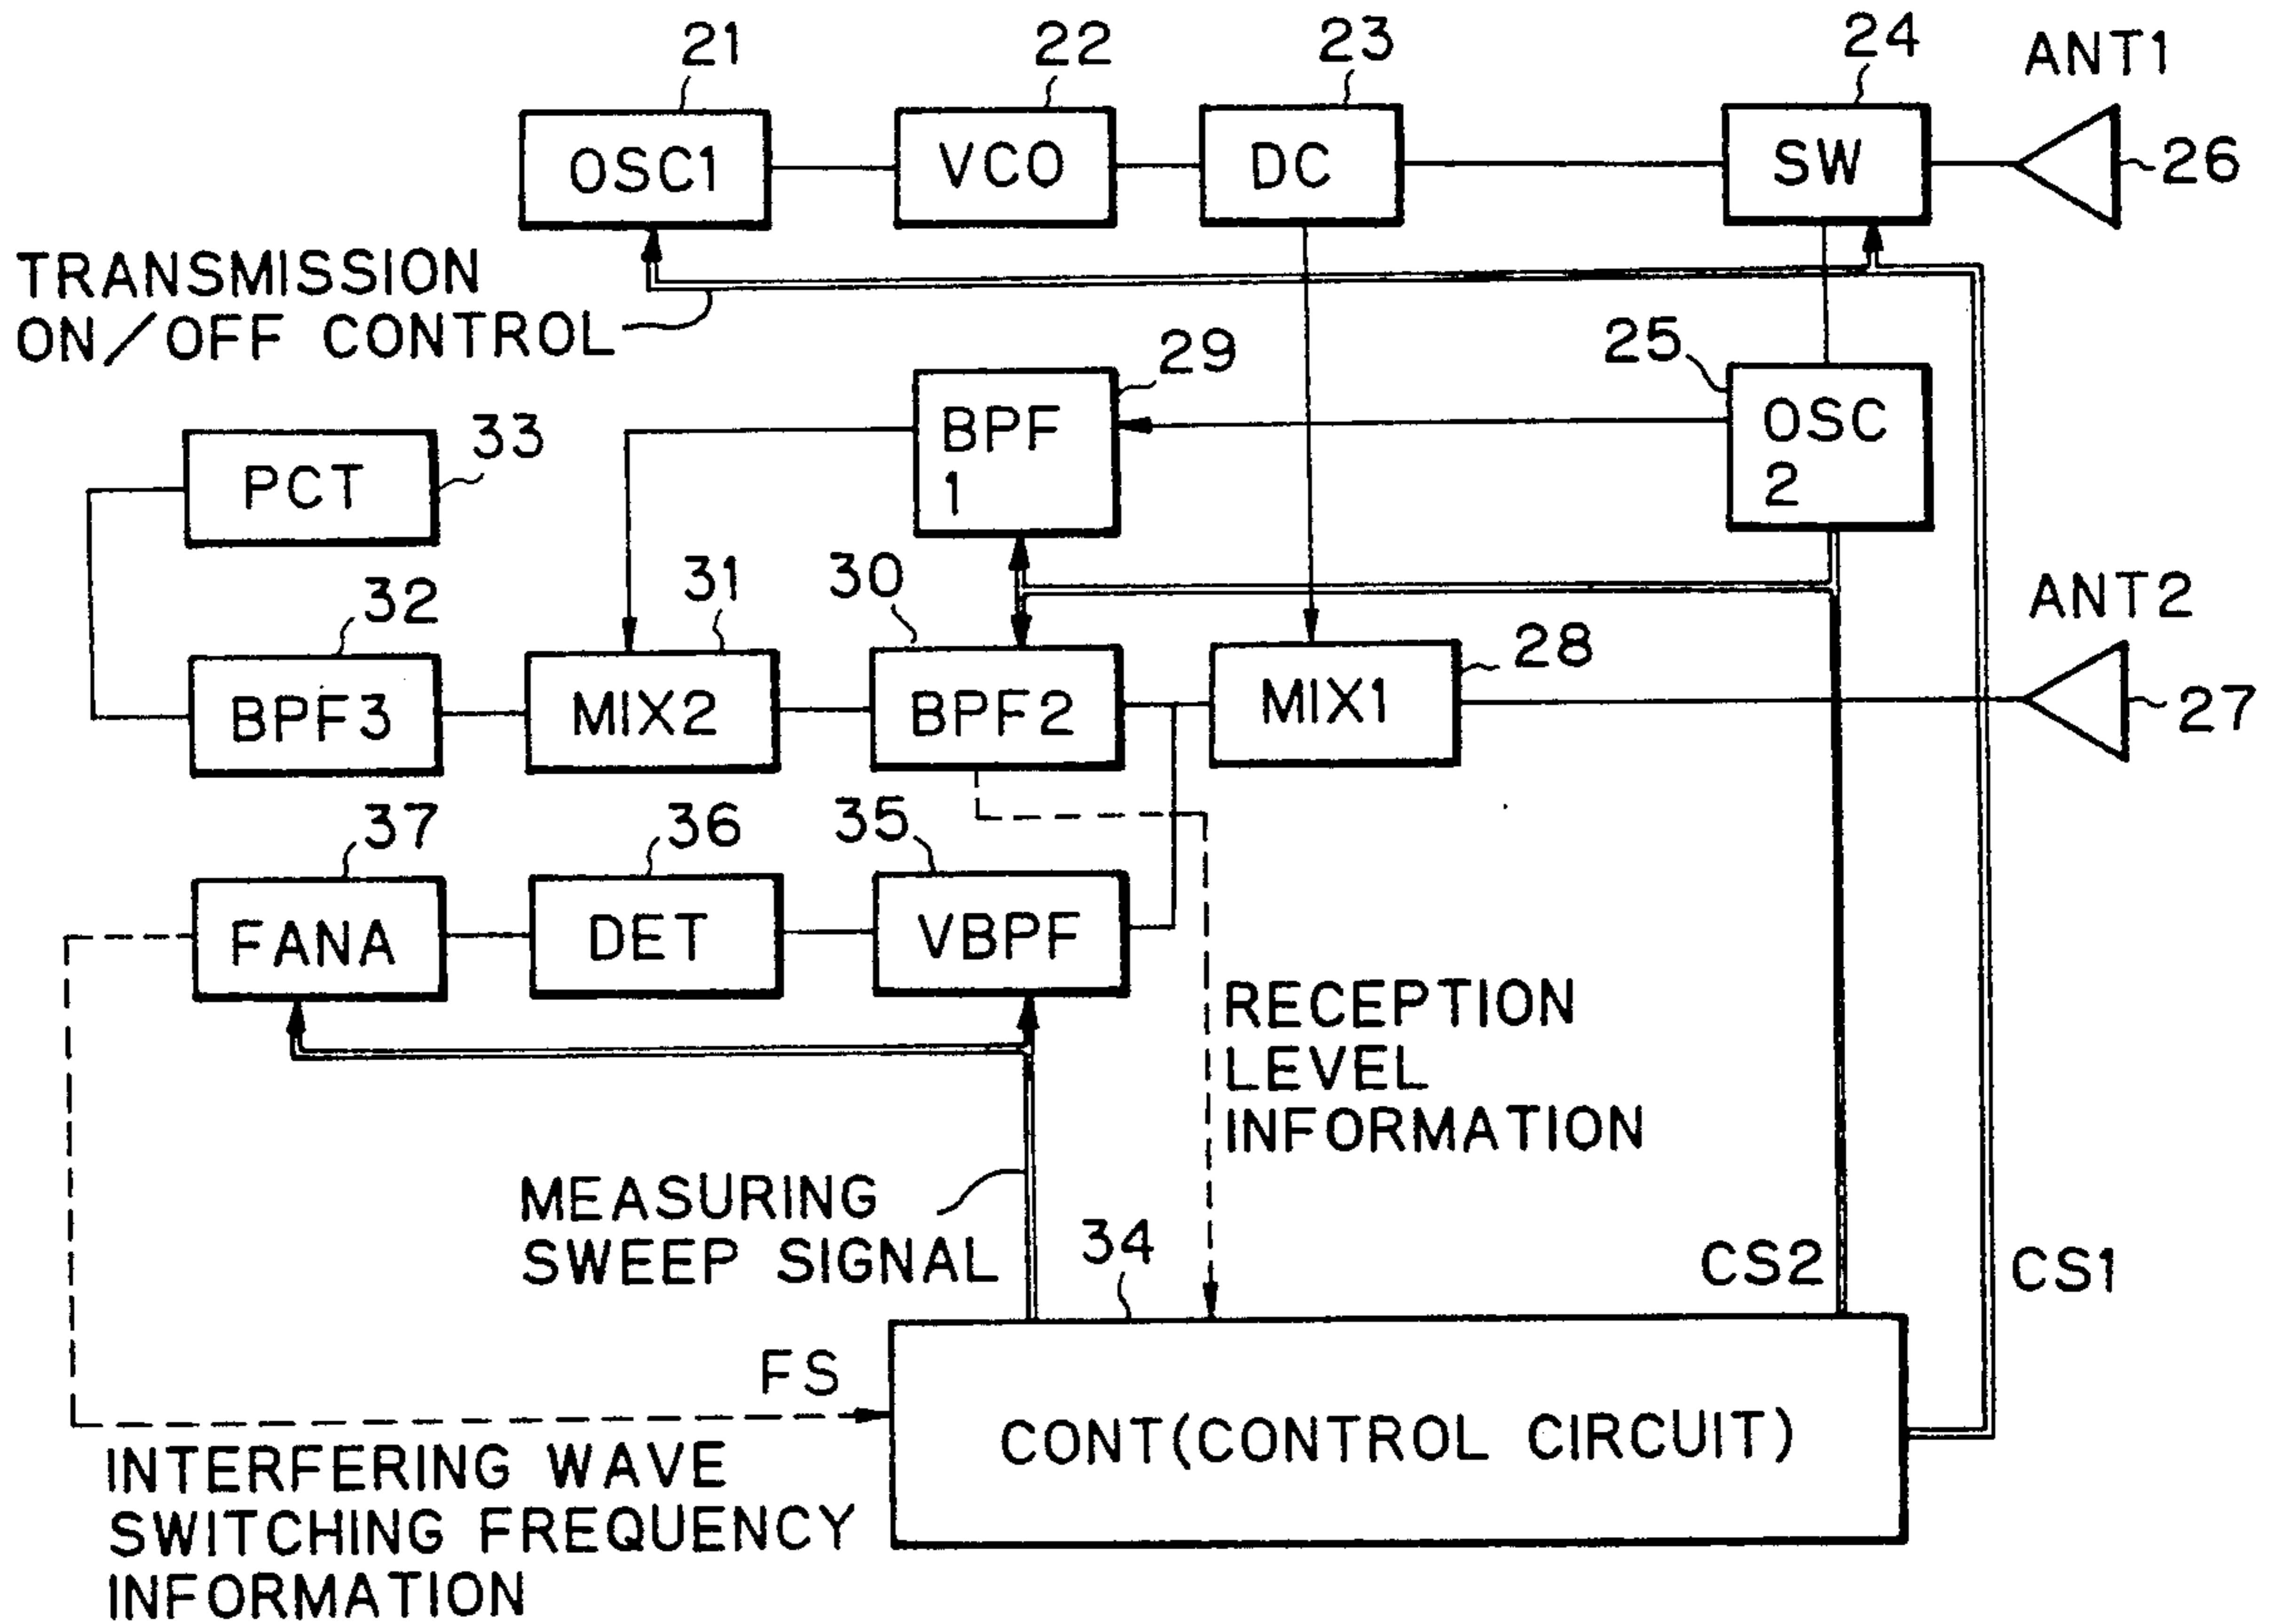 21
22
23
24
ANT1
OSC1
VCO
DC
SW
26
TRANSMISSION
ON/OFF CONTROL
29
25
BPF
1
OSC
2
33
PCT
32
31
30
28
ANT2
BPF3
MIX2
BPF2
MIX1
27
37
36
35
FANA
DET
VBPF
RECEPTION
LEVEL
INFORMATION
MEASURING
SWEEP SIGNAL
34
CS2
CS1
FS
CONT(CONTROL CIRCUIT)
INTERFERING WAVE
SWITCHING FREQUENCY
INFORMATION